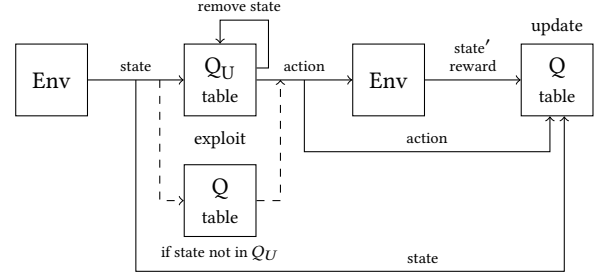 remove state
update
Env
state
Q_U
table
action
Env
state′
reward
Q
table
exploit
action
Q
table
if state not in Q_U
state